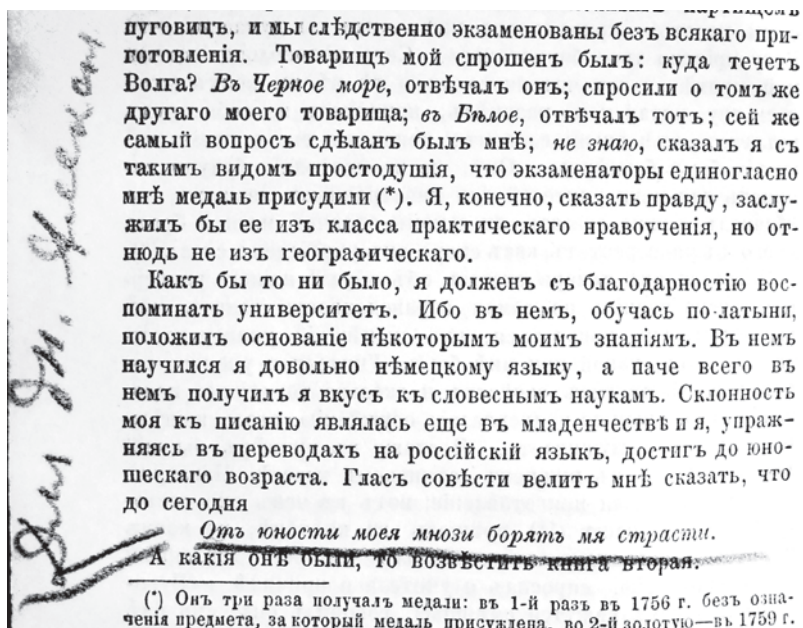 пуговицъ, и мы слѣдственно экзаменованы безъ всякаго при-
готовленія. Товарищъ мой спрошенъ былъ: куда течетъ
Волга? Въ Черное море, отвѣчалъ онъ; спросили о томъ же
другаго моего товарища; въ Бѣлое, отвѣчалъ тотъ; сей же
самый вопросъ сдѣланъ былъ мнѣ; не знаю, сказалъ я съ
такимъ видомъ простодушія, что экзаменаторы единогласно
мнѣ медаль присудили (*). Я, конечно, сказать правду, заслу-
жилъ бы ее изъ класса практическаго нравоученія, но от-
нюдь не изъ географическаго.
Какъ бы то ни было, я долженъ съ благодарностію вос-
поминать университетъ. Ибо въ немъ, обучась по-латыни,
положилъ основаніе нѣкоторымъ моимъ знаніямъ. Въ немъ
научился я довольно нѣмецкому языку, а паче всего въ
немъ получилъ я вкусъ къ словеснымъ наукамъ. Склонность
моя къ писанію являлась еще въ младенчествѣ и я, упраж-
няясь въ переводахъ на россійскій языкъ, достигъ до юно-
шескаго возраста. Гласъ совѣсти велитъ мнѣ сказать, что
до сегодня
Отъ юности моея мнози борятъ мя страсти.
А какія онѣ были, то возвѣститъ книга вторая.
(*) Онъ три раза получалъ медали: въ 1-й разъ въ 1756 г. безъ озна-
ченія предмета, за который медаль присуждена, во 2-й золотую—въ 1759 г.